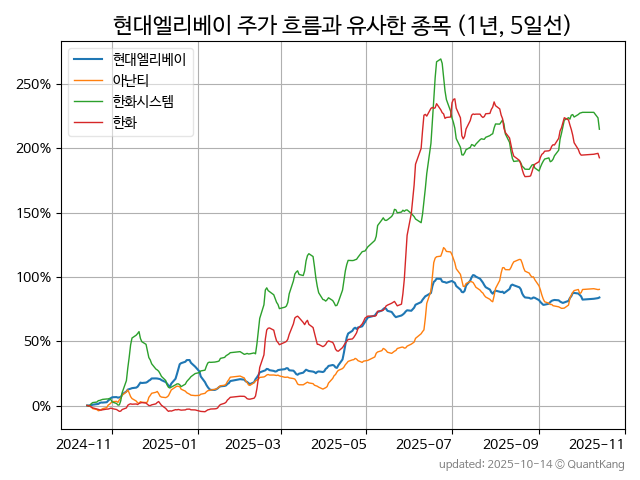 현대엘리베이 주가 흐름과 유사한 종목 (1년, 5일선)
현대엘리베이
아난티
한화시스템
한화
250%
200%
150%
100%
50%
0%
2024-11 2025-01 2025-03 2025-05 2025-07 2025-09 2025-11
updated: 2025-10-14 © QuantKang